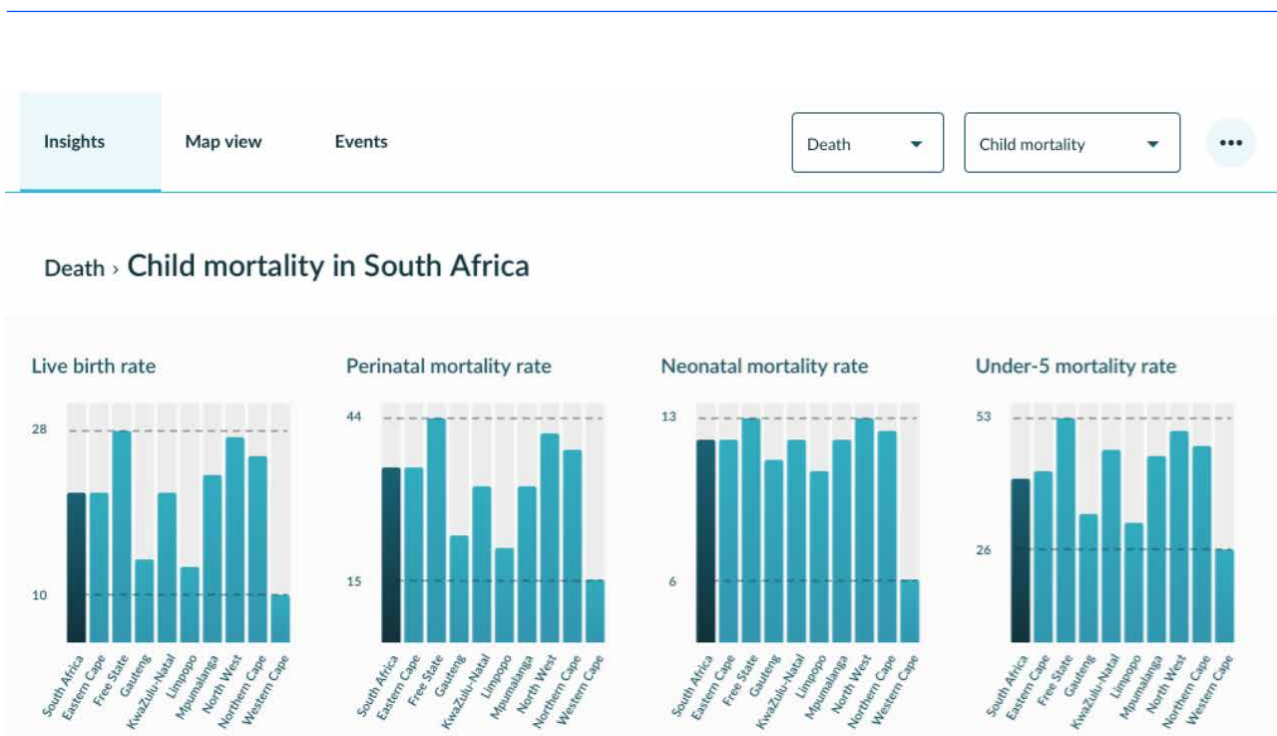 Insights Map view Events Death Child mortality
Death › Child mortality in South Africa
Live birth rate
28
10
South Africa
Eastern Cape
Free State
Gauteng
KwaZulu-Natal
Limpopo
Mpumalanga
North West
Northern Cape
Western Cape
Perinatal mortality rate
44
15
South Africa
Eastern Cape
Free State
Gauteng
KwaZulu-Natal
Limpopo
Mpumalanga
North West
Northern Cape
Western Cape
Neonatal mortality rate
13
6
South Africa
Eastern Cape
Free State
Gauteng
KwaZulu-Natal
Limpopo
Mpumalanga
North West
Northern Cape
Western Cape
Under-5 mortality rate
53
26
South Africa
Eastern Cape
Free State
Gauteng
KwaZulu-Natal
Limpopo
Mpumalanga
North West
Northern Cape
Western Cape